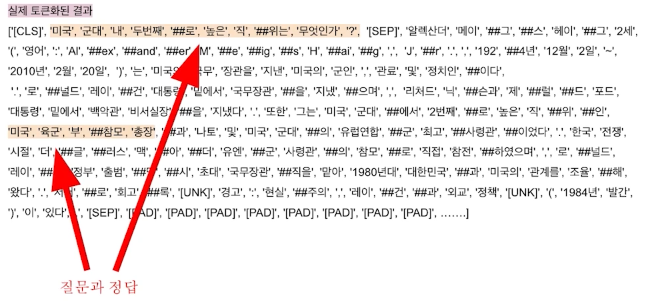 실제 토큰화된 결과
['[CLS]', '미국', '군대', '내', '두번째', '##로', '높은', '직', '##위는', '무엇인가', '?', '[SEP]', '알렉산더', '메이', '##그', '##스', '헤이', '##그', '2세',
'(', '영어', ':', 'Al', '##ex', '##and', '##er', 'M', '##e', '##ig', '##s', 'H', '##ai', '##g', ',', 'J', '##r', '.', ',', '192', '##4년', '12월', '2일', '~',
'2010년', '2월', '20일', ')', '는', '미국의', '장관을', '지낸', '미국의', '군인', ',', '관료', '및', '정치인', '##이다',
'.', '로', '##널드', '레이', '##건', '대통령', '밑에서', '국무장관', '##을', '지냈', '##으며', ',', '리처드', '닉', '##슨과', '제', '##럴', '##드', '포드',
'대통령', '밑에서', '백악관', '비서실장', '##을', '지냈다', '.', '또한', '그는', '미국', '군대', '##에서', '2번째', '##로', '높은', '직', '##위', '##인',
'미국', '육군', '부', '##참모', '총장', '##과', '나토', '및', '미국', '군대', '##의', '유럽연합', '##군', '최고', '##사령관', '##이었다', '.', '한국', '전쟁',
'시절', '더', '##글', '##러스', '맥', '##아', '##더', '유엔', '##군', '사령관', '##의', '참모', '##로', '직접', '참전', '##하였으며', ',', '로', '##널드',
레이', '정부', '출범', '##시', '초대', '국무장관', '##직을', '맡아', '1980년대', '대한민국', '##과', '미국의', '관계를', '조율', '##해',
'왔다', '.', '##로', '회고', '##록', '[UNK]', '경고', ':', '현실', '##주의', ',', '레이', '##건', '##과', '외교', '정책', '[UNK]', '(', '1984년', '발간',
')', '이', '있다', '[SEP]', '[PAD]', '[PAD]', '[PAD]', '[PAD]', '[PAD]', '[PAD]', '[PAD]', '[PAD]', …….]
질문과 정답